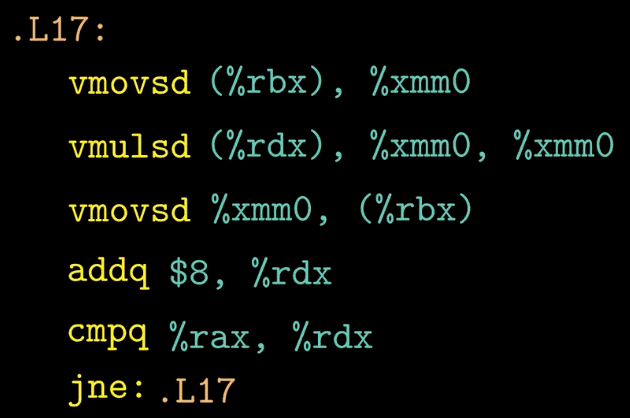 .L17:
vmovsd (%rbx), %xmm0
vmulsd (%rdx), %xmm0, %xmm0
vmovsd %xmm0, (%rbx)
addq $8, %rdx
cmpq %rax, %rdx
jne: .L17